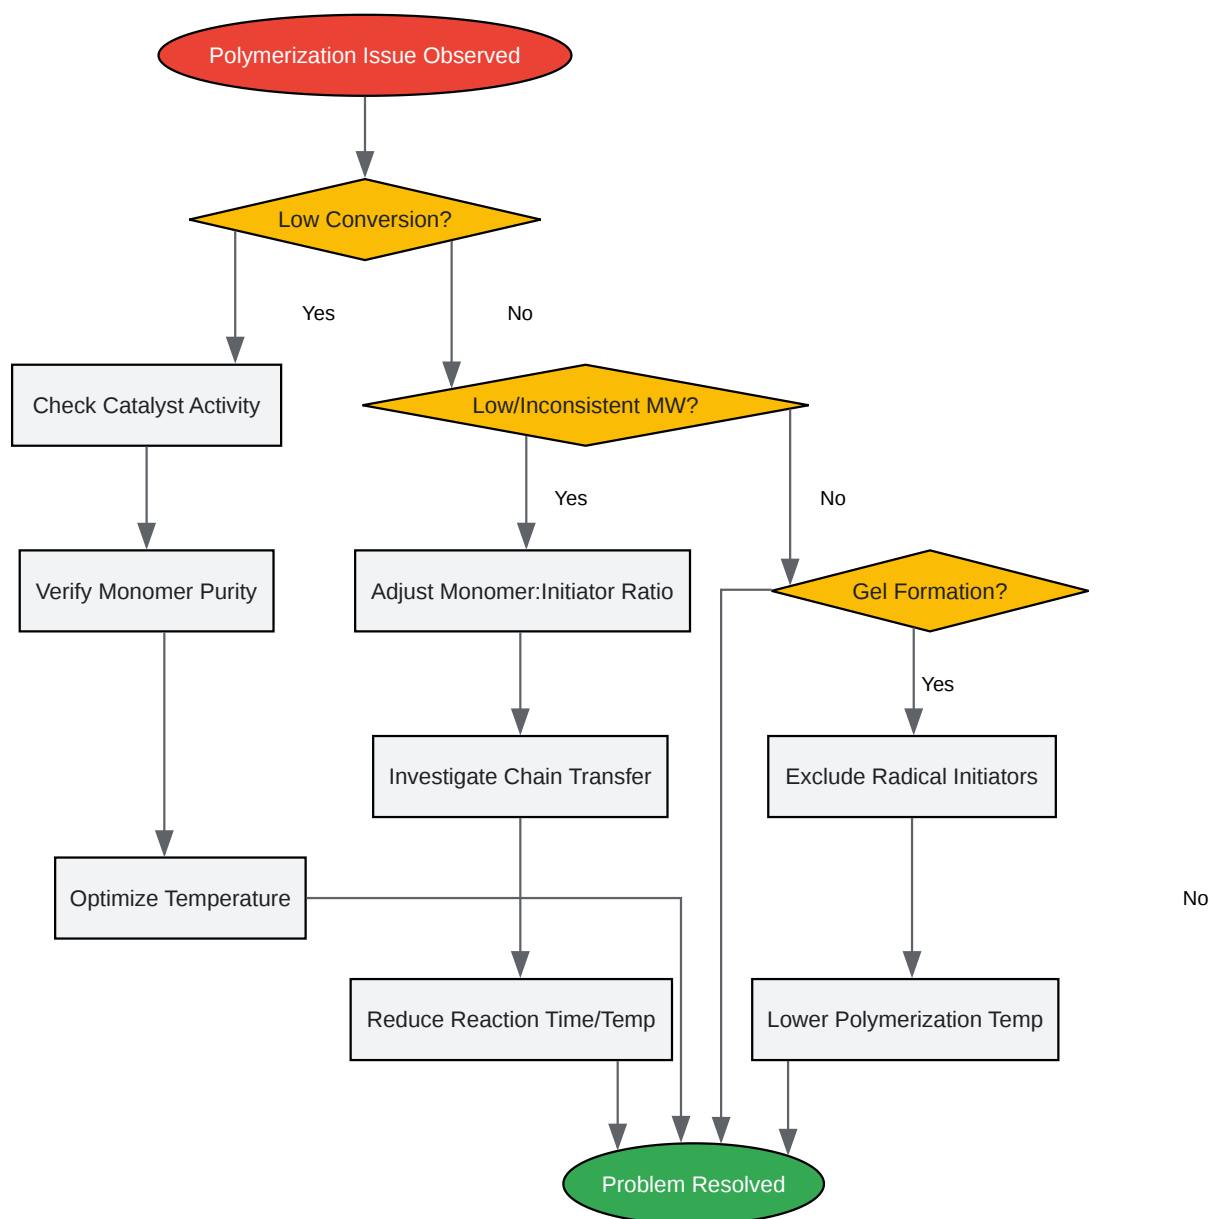 Polymerization Issue Observed
Low Conversion?
Yes
No
Check Catalyst Activity
Low/Inconsistent MW?
Yes
No
Verify Monomer Purity
Adjust Monomer:Initiator Ratio
Gel Formation?
Yes
Investigate Chain Transfer
Exclude Radical Initiators
Optimize Temperature
No
Reduce Reaction Time/Temp
Lower Polymerization Temp
Problem Resolved